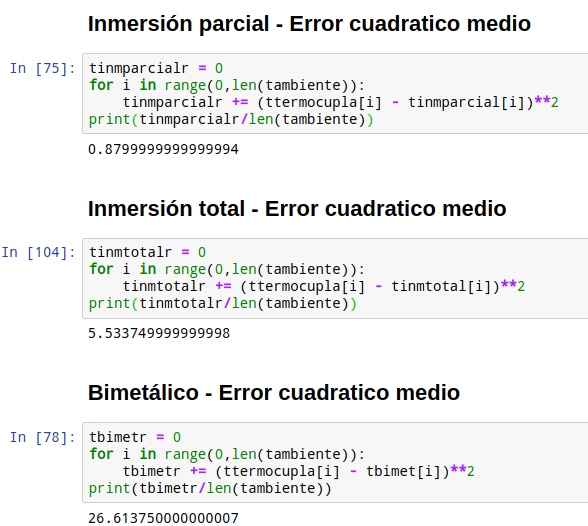 Inmersión parcial - Error cuadratico medio
In [75]: tinmparcialr = 0
for i in range(0,len(tambiente)):
    tinmparcialr += (ttermocupla[i] - tinmparcial[i])**2
print(tinmparcialr/len(tambiente))
0.8799999999999994
Inmersión total - Error cuadratico medio
In [104]: tinmtotalr = 0
for i in range(0,len(tambiente)):
    tinmtotalr += (ttermocupla[i] - tinmtotal[i])**2
print(tinmtotalr/len(tambiente))
5.533749999999998
Bimetálico - Error cuadratico medio
In [78]: tbimetr = 0
for i in range(0,len(tambiente)):
    tbimetr += (ttermocupla[i] - tbimet[i])**2
print(tbimetr/len(tambiente))
26.613750000000007